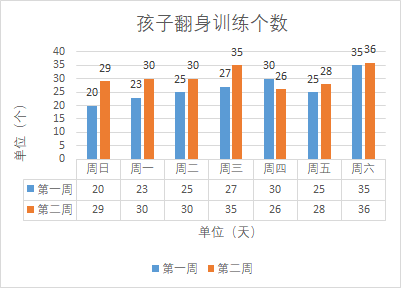 孩子翻身训练个数
单位（个）
40
35
30
25
20
15
10
5
0
20 29 23 30 25 30 27 35 30 26 25 28 35 36
周日 周一 周二 周三 周四 周五 周六
第一周 20 23 25 27 30 25 35
第二周 29 30 30 35 26 28 36
单位（天）
第一周 第二周